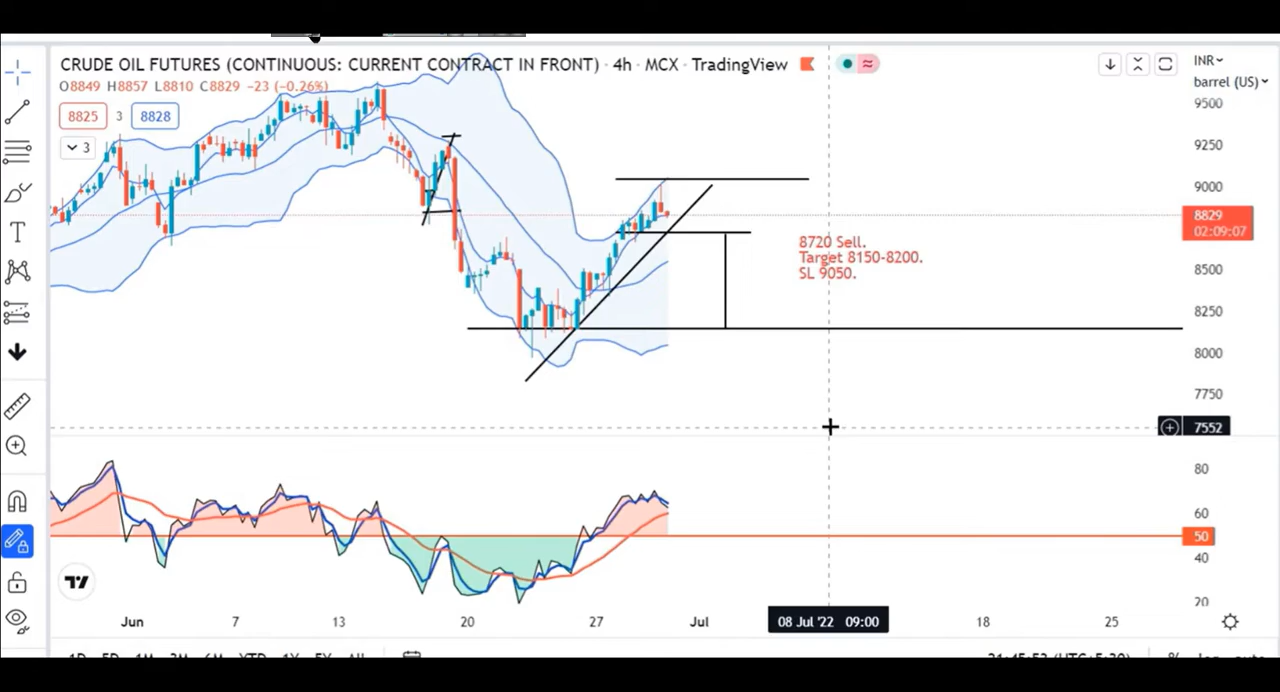 CRUDE OIL FUTURES (CONTINUOUS: CURRENT CONTRACT IN FRONT) · 4h · MCX · TradingView
INR
O8849 H8857 L8810 C8829 −23 (−0.26%)
barrel (US)
8825 3 8828
9500
3
9250
9000
8829
02:09:07
8720 Sell.
Target 8150-8200.
SL 9050.
8500
8250
8000
7750
7552
80
60
50
40
20
Jun 7 13 20 27 Jul 08 Jul '22 09:00 18 25